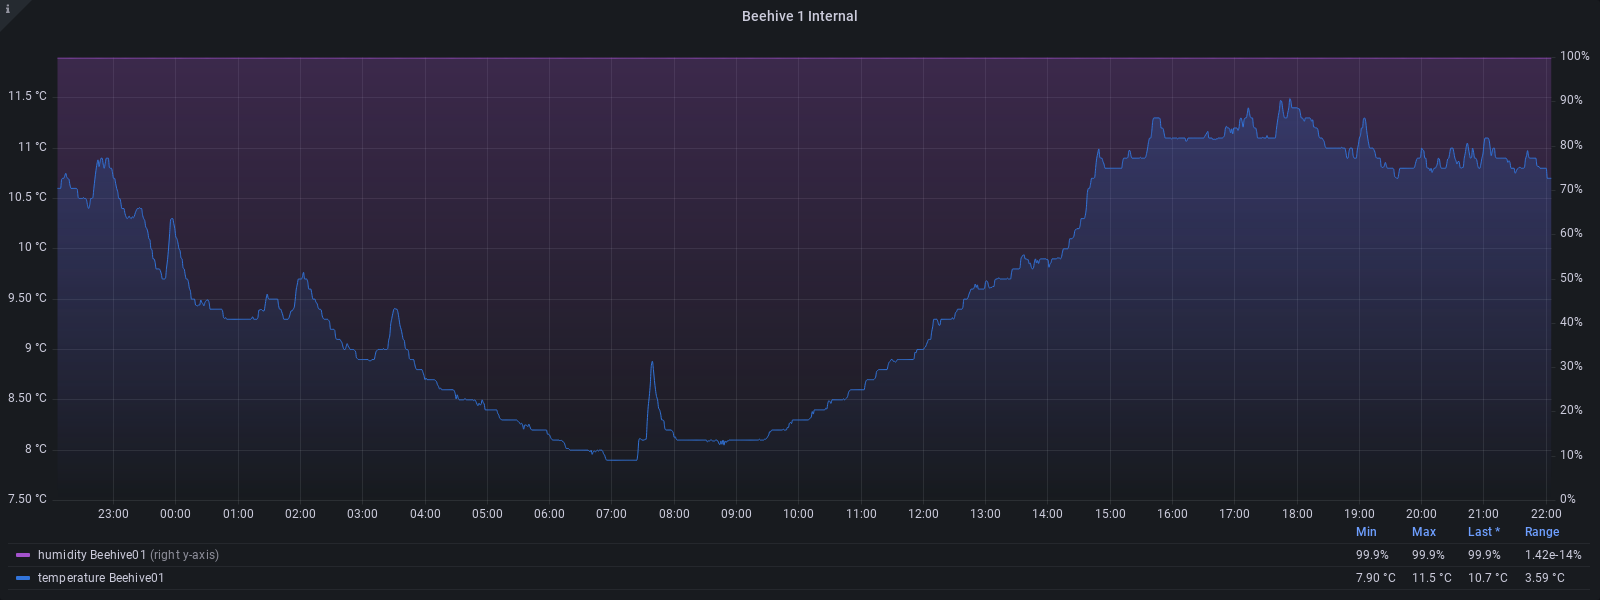 i
Beehive 1 Internal
100%
11.5 °C
90%
11 °C
80%
10.5 °C
70%
10 °C
60%
50%
9.50 °C
40%
9 °C
30%
8.50 °C
20%
8 °C
10%
7.50 °C
0%
23:00 00:00 01:00 02:00 03:00 04:00 05:00 06:00 07:00 08:00 09:00 10:00 11:00 12:00 13:00 14:00 15:00 16:00 17:00 18:00 19:00 20:00 21:00 22:00
Min Max Last * Range
humidity Beehive01 (right y-axis) 99.9% 99.9% 99.9% 1.42e-14%
temperature Beehive01 7.90 °C 11.5 °C 10.7 °C 3.59 °C